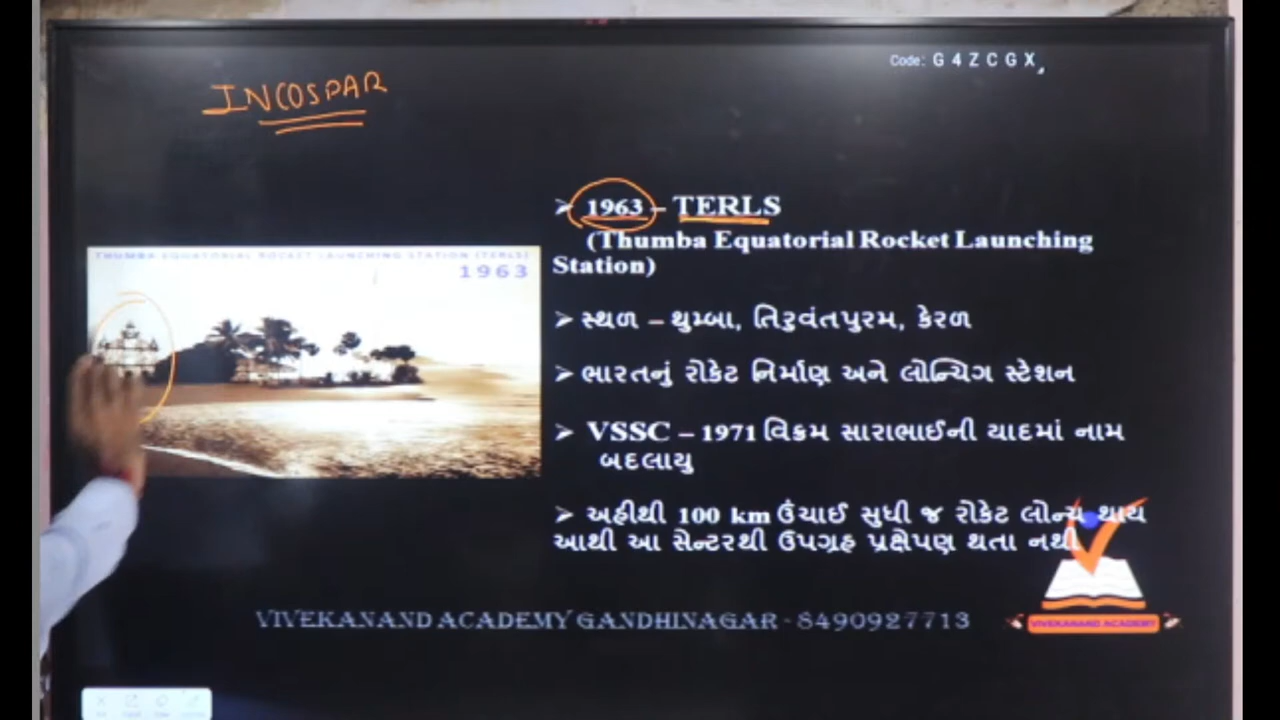 Code: G4ZCGX
INCOSPAR
➢ 1963 – TERLS
(Thumba Equatorial Rocket Launching
Station)
THUMBA EQUATORIAL ROCKET LAUNCHING STATION (TERLS)
1963
➢ સ્થળ – થુમ્બા, તિરુવંતપુરમ, કેરળ
➢ ભારતનું રોકેટ નિર્માણ અને લોન્ચિગ સ્ટેશન
➢ VSSC – 1971 વિક્રમ સારાભાઈની યાદમાં નામ
બદલાયુ
➢ અહીથી 100 km ઉંચાઈ સુધી જ રોકેટ લોન્ચ થાય
આથી આ સેન્ટરથી ઉપગ્રહ પ્રક્ષેપણ થતા નથી
VIVEKANAND ACADEMY GANDHINAGAR - 8490927713
VIVEKANAND ACADEMY